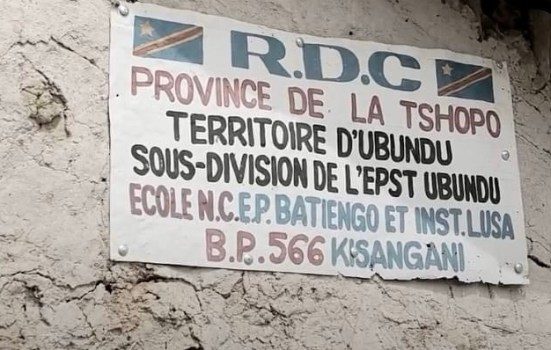 R.D.C
PROVINCE DE LA TSHOPO
TERRITOIRE D'UBUNDU
SOUS-DIVISION DE L'EPST UBUNDU
ECOLE N.C.E.P. BATIENGO ET INST.LUSA
B.P. 566 KISANGANI